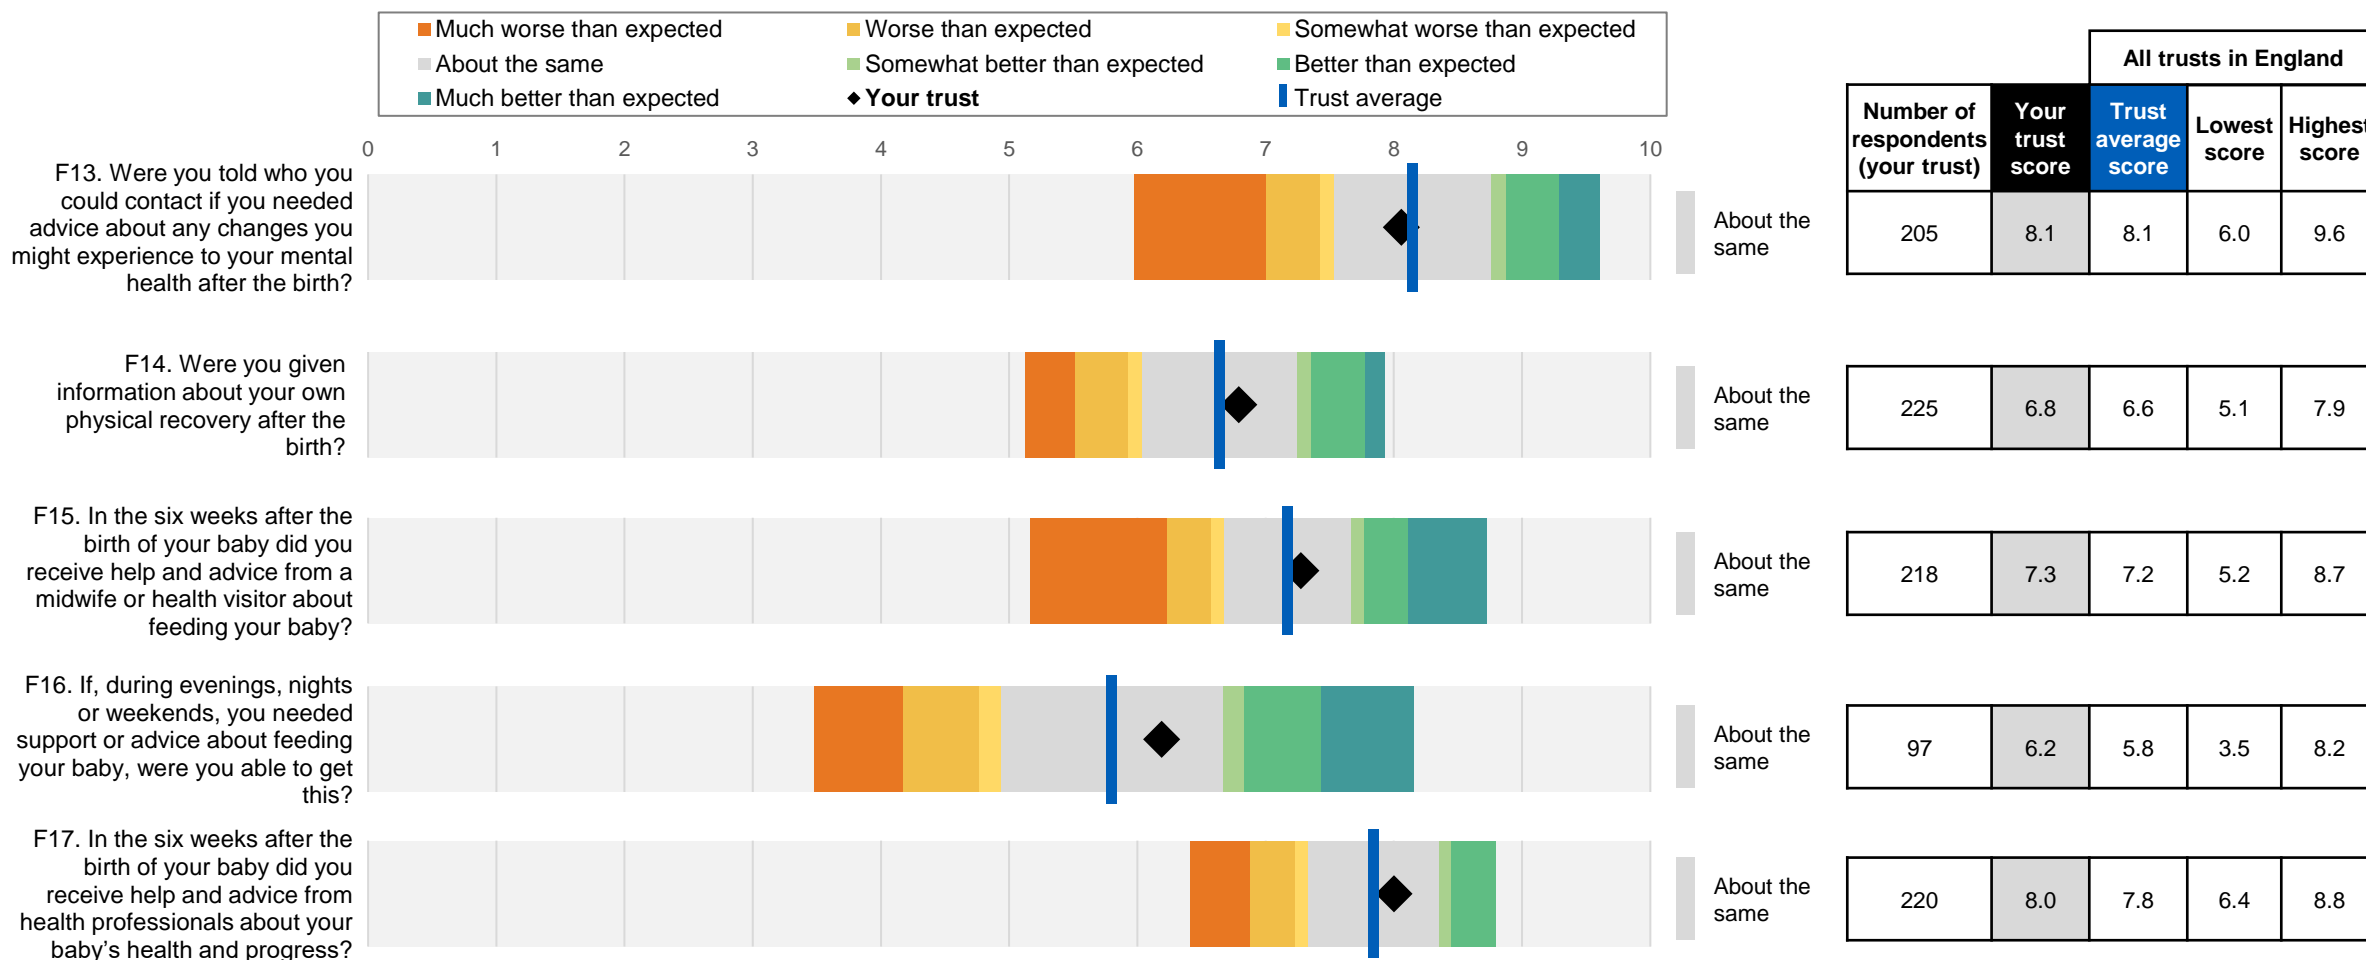 Much worse than expected
Worse than expected
Somewhat worse than expected
About the same
Somewhat better than expected
Better than expected
Much better than expected
Your trust
Trust average
All trusts in England
Number of respondents (your trust)
Your trust score
Trust average score
Lowest score
Highest score
0 1 2 3 4 5 6 7 8 9 10
F13. Were you told who you
could contact if you needed
advice about any changes you
might experience to your mental
health after the birth?
About the
same
205 8.1 8.1 6.0 9.6
F14. Were you given
information about your own
physical recovery after the
birth?
About the
same
225 6.8 6.6 5.1 7.9
F15. In the six weeks after the
birth of your baby did you
receive help and advice from a
midwife or health visitor about
feeding your baby?
About the
same
218 7.3 7.2 5.2 8.7
F16. If, during evenings, nights
or weekends, you needed
support or advice about feeding
your baby, were you able to get
this?
About the
same
97 6.2 5.8 3.5 8.2
F17. In the six weeks after the
birth of your baby did you
receive help and advice from
health professionals about your
baby’s health and progress?
About the
same
220 8.0 7.8 6.4 8.8